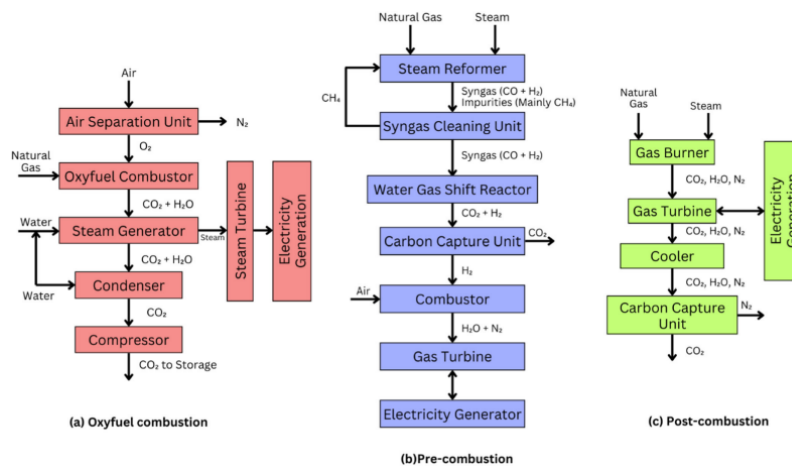 Air
Air Separation Unit
N₂
O₂
Natural
Gas
Oxyfuel Combustor
CO₂ + H₂O
Water
Steam Generator
Steam
Steam Turbine
Electricity
Generation
CO₂ + H₂O
Water
Condenser
CO₂
Compressor
CO₂ to Storage
(a) Oxyfuel combustion
Natural Gas
Steam
Steam Reformer
CH₄
Syngas (CO + H₂)
Impurities (Mainly CH₄)
Syngas Cleaning Unit
Syngas (CO + H₂)
Water Gas Shift Reactor
CO₂ + H₂
Carbon Capture Unit
CO₂
H₂
Air
Combustor
H₂O + N₂
Gas Turbine
Electricity Generator
(b)Pre-combustion
Natural
Gas
Steam
Gas Burner
CO₂, H₂O, N₂
Gas Turbine
Electricity
Generation
CO₂, H₂O, N₂
Cooler
CO₂, H₂O, N₂
Carbon Capture
Unit
N₂
CO₂
(c) Post-combustion